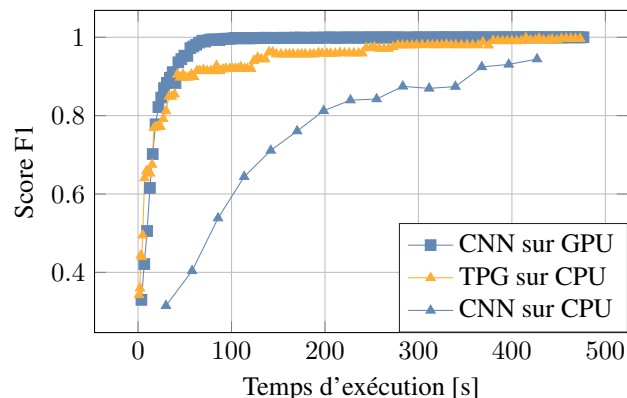 Score F1
1
0.8
0.6
0.4
CNN sur GPU
TPG sur CPU
CNN sur CPU
0 100 200 300 400 500
Temps d'exécution [s]